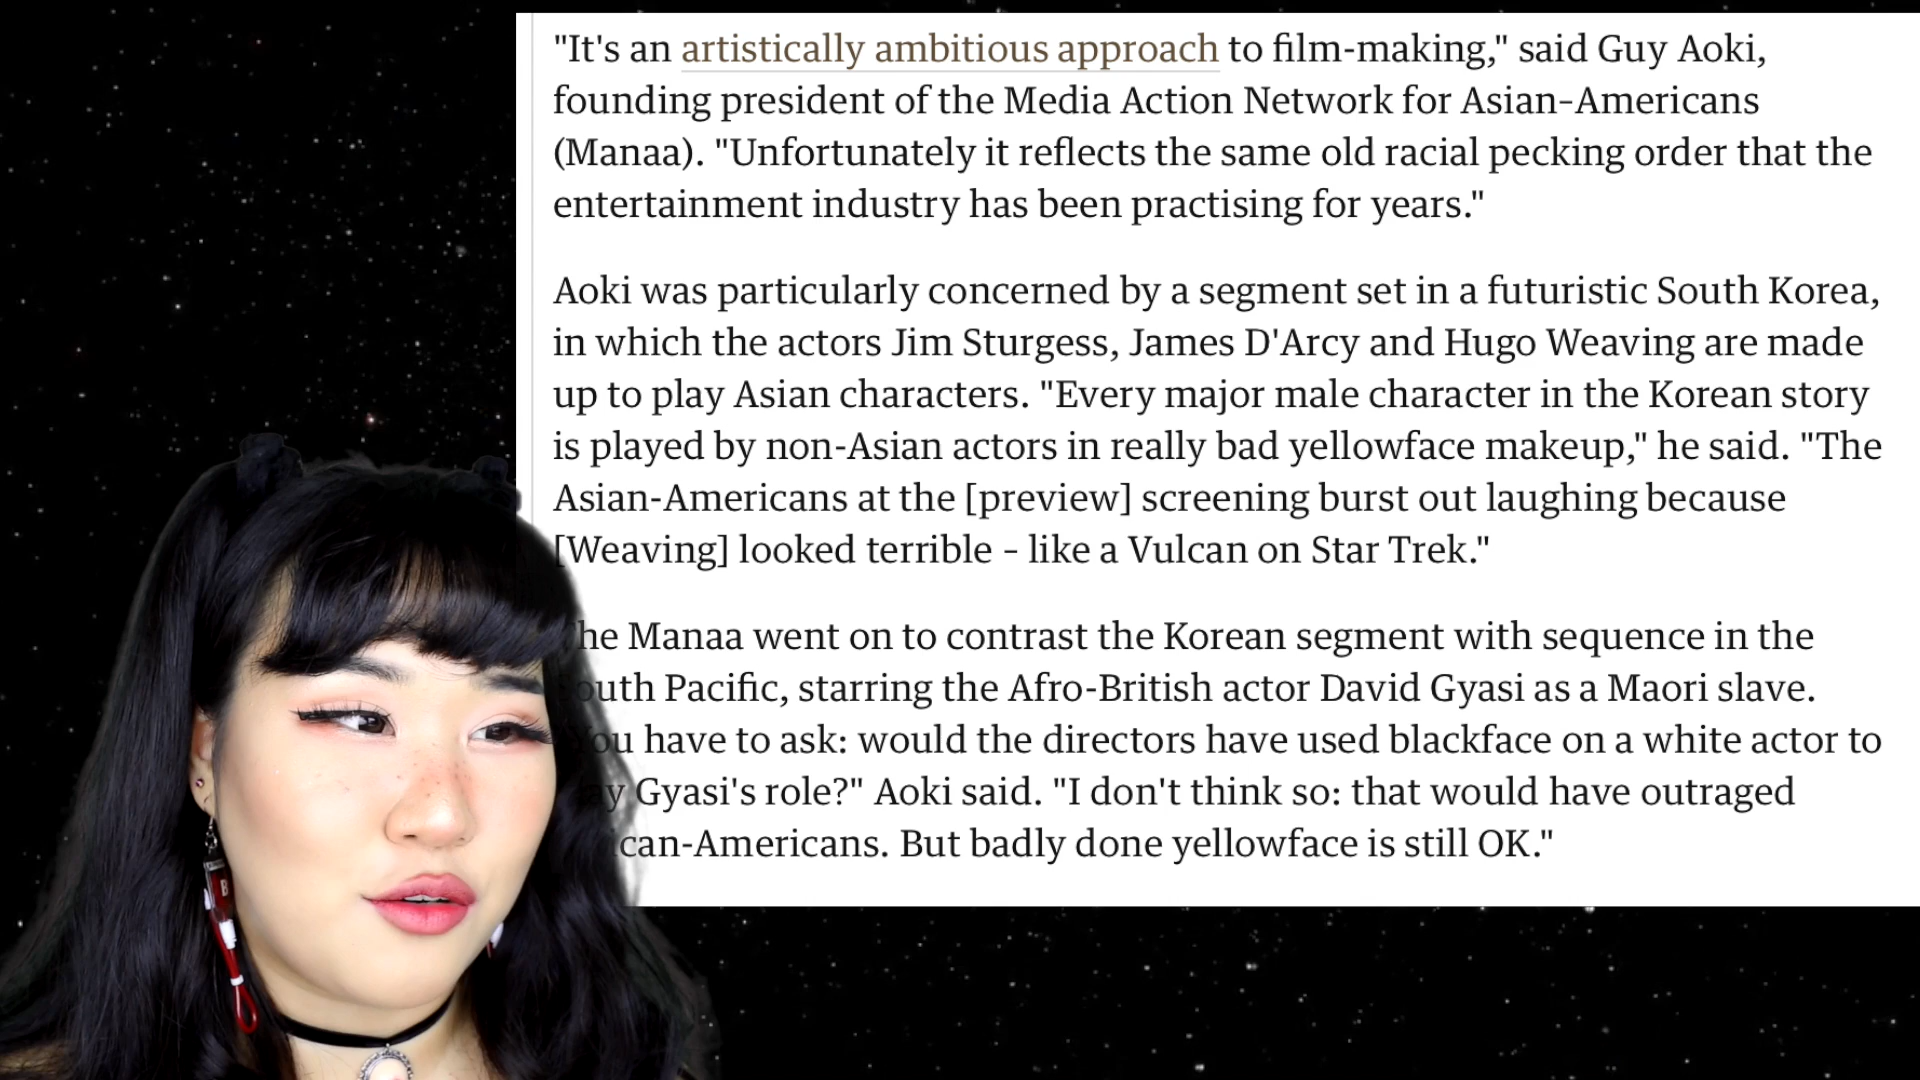 "It's an artistically ambitious approach to film-making," said Guy Aoki,
founding president of the Media Action Network for Asian-Americans
(Manaa). "Unfortunately it reflects the same old racial pecking order that the
entertainment industry has been practising for years."
Aoki was particularly concerned by a segment set in a futuristic South Korea,
in which the actors Jim Sturgess, James D'Arcy and Hugo Weaving are made
up to play Asian characters. "Every major male character in the Korean story
is played by non-Asian actors in really bad yellowface makeup," he said. "The
Asian-Americans at the [preview] screening burst out laughing because
[Weaving] looked terrible – like a Vulcan on Star Trek."
The Manaa went on to contrast the Korean segment with sequence in the
South Pacific, starring the Afro-British actor David Gyasi as a Maori slave.
"You have to ask: would the directors have used blackface on a white actor to
Gyasi's role?" Aoki said. "I don't think so: that would have outraged
But badly done yellowface is still OK."
B